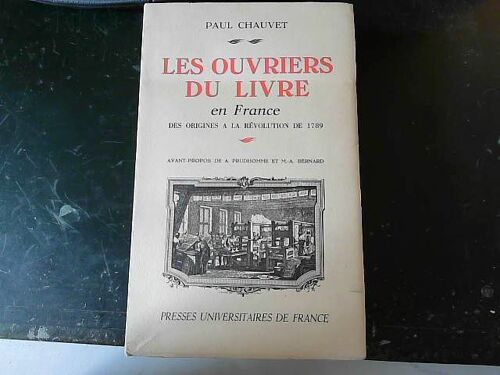 PAUL CHAUVET
LES OUVRIERS
DU LIVRE
en France
DES ORIGINES A LA RÉVOLUTION DE 1789
AVANT-PROPOS DE A. PRUDHOMME ET M.-A. BERNARD
PRESSES UNIVERSITAIRES DE FRANCE